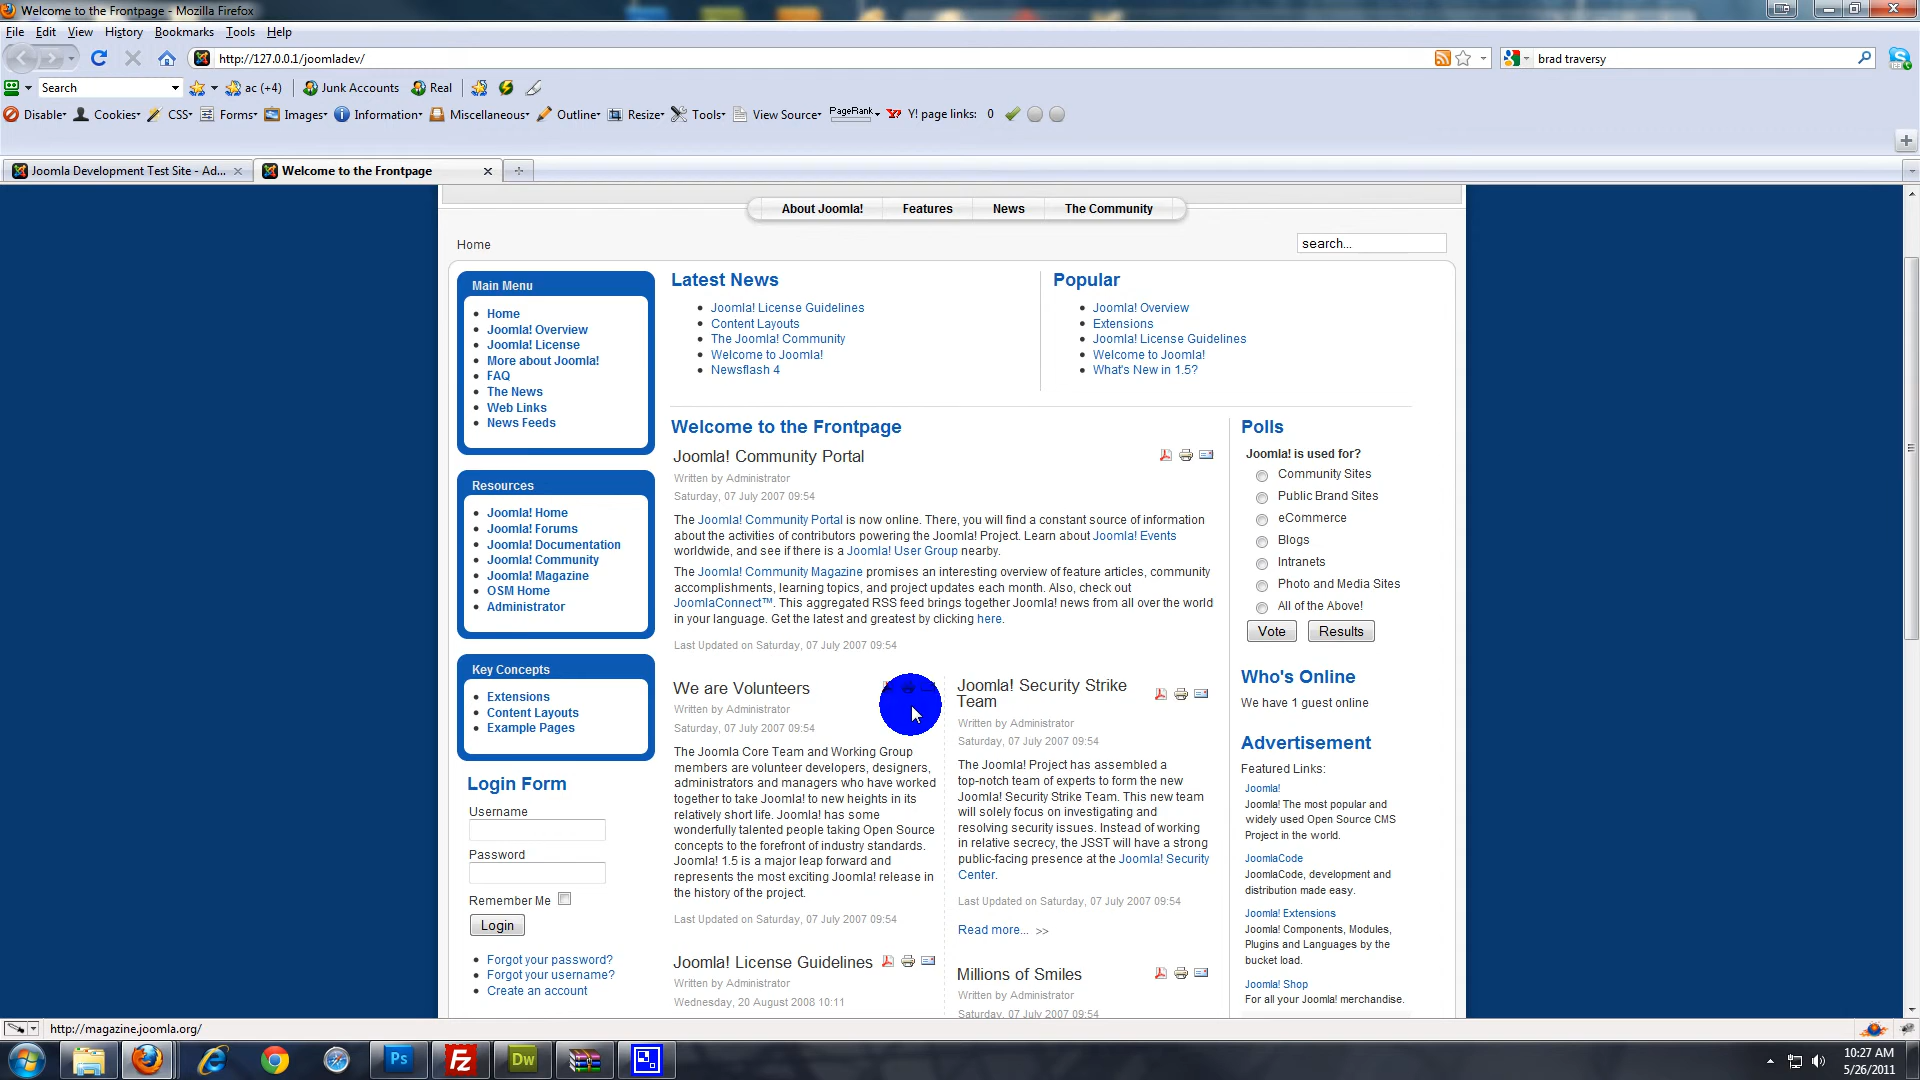 Welcome to the Frontpage - Mozilla Firefox
File Edit View History Bookmarks Tools Help
http://127.0.0.1/joomladev/
brad traversy
Search ac (+4) Junk Accounts Real
Disable Cookies CSS Forms Images Information Miscellaneous Outline Resize Tools View Source PageRank Y! page links: 0
Joomla Development Test Site - Ad...
Welcome to the Frontpage
About Joomla! Features News The Community
Home
search...
Main Menu
Home
Joomla! Overview
Joomla! License
More about Joomla!
FAQ
The News
Web Links
News Feeds
Resources
Joomla! Home
Joomla! Forums
Joomla! Documentation
Joomla! Community
Joomla! Magazine
OSM Home
Administrator
Key Concepts
Extensions
Content Layouts
Example Pages
Login Form
Username
Password
Remember Me
Login
Forgot your password?
Forgot your username?
Create an account
Latest News
Joomla! License Guidelines
Content Layouts
The Joomla! Community
Welcome to Joomla!
Newsflash 4
Popular
Joomla! Overview
Extensions
Joomla! License Guidelines
Welcome to Joomla!
What's New in 1.5?
Welcome to the Frontpage
Joomla! Community Portal
Written by Administrator
Saturday, 07 July 2007 09:54
The Joomla! Community Portal is now online. There, you will find a constant source of information
about the activities of contributors powering the Joomla! Project. Learn about Joomla! Events
worldwide, and see if there is a Joomla! User Group nearby.
The Joomla! Community Magazine promises an interesting overview of feature articles, community
accomplishments, learning topics, and project updates each month. Also, check out
JoomlaConnect™. This aggregated RSS feed brings together Joomla! news from all over the world
in your language. Get the latest and greatest by clicking here.
Last Updated on Saturday, 07 July 2007 09:54
We are Volunteers
Written by Administrator
Saturday, 07 July 2007 09:54
The Joomla Core Team and Working Group
members are volunteer developers, designers,
administrators and managers who have worked
together to take Joomla! to new heights in its
relatively short life. Joomla! has some
wonderfully talented people taking Open Source
concepts to the forefront of industry standards.
Joomla! 1.5 is a major leap forward and
represents the most exciting Joomla! release in
the history of the project.
Last Updated on Saturday, 07 July 2007 09:54
Joomla! Security Strike
Team
Written by Administrator
Saturday, 07 July 2007 09:54
The Joomla! Project has assembled a
top-notch team of experts to form the new
Joomla! Security Strike Team. This new team
will solely focus on investigating and
resolving security issues. Instead of working
in relative secrecy, the JSST will have a strong
public-facing presence at the Joomla! Security
Center.
Last Updated on Saturday, 07 July 2007 09:54
Read more... >>
Joomla! License Guidelines
Written by Administrator
Wednesday, 20 August 2008 10:11
Millions of Smiles
Written by Administrator
Saturday, 07 July 2007 09:54
Polls
Joomla! is used for?
Community Sites
Public Brand Sites
eCommerce
Blogs
Intranets
Photo and Media Sites
All of the Above!
Vote Results
Who's Online
We have 1 guest online
Advertisement
Featured Links:
Joomla!
Joomla! The most popular and
widely used Open Source CMS
Project in the world.
JoomlaCode
JoomlaCode, development and
distribution made easy.
Joomla! Extensions
Joomla! Components, Modules,
Plugins and Languages by the
bucket load.
Joomla! Shop
For all your Joomla! merchandise.
http://magazine.joomla.org/
Ps
Fz
Dw
10:27 AM
5/26/2011